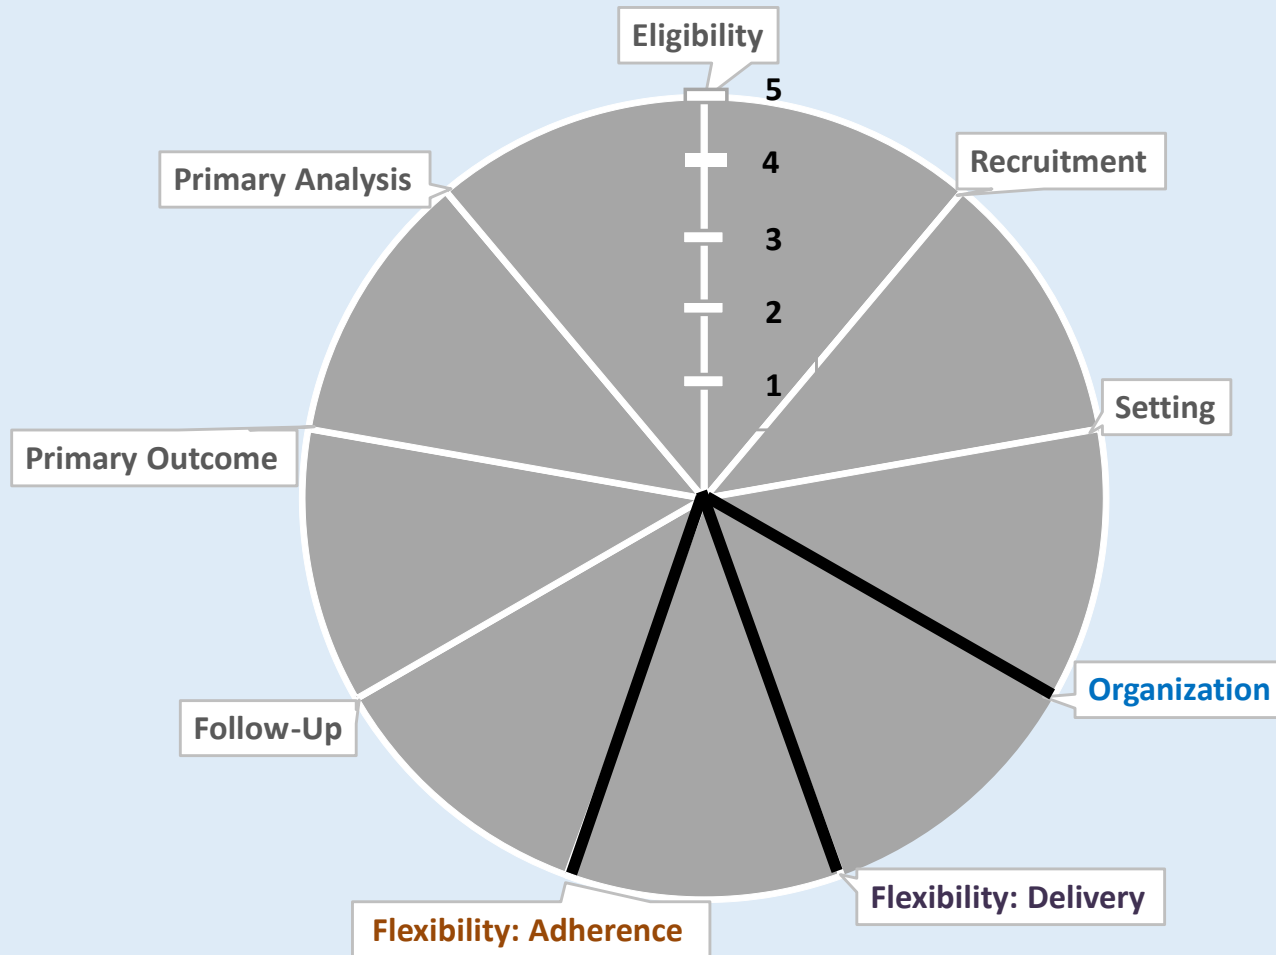 Eligibility
5
Recruitment
4
Primary Analysis
3
2
1
Setting
Primary Outcome
Organization
Follow-Up
Flexibility: Delivery
Flexibility: Adherence